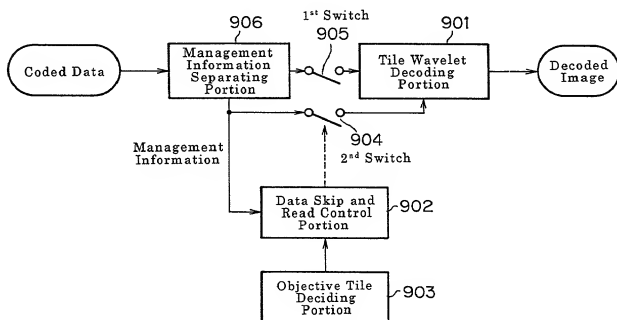 906
1st Switch
905
901
Coded Data
Management
Information
Separating
Portion
Tile Wavelet
Decoding
Portion
Decoded
Image
904
2nd Switch
Management
Information
Data Skip and
Read Control
Portion
902
Objective Tile
Deciding
Portion
903